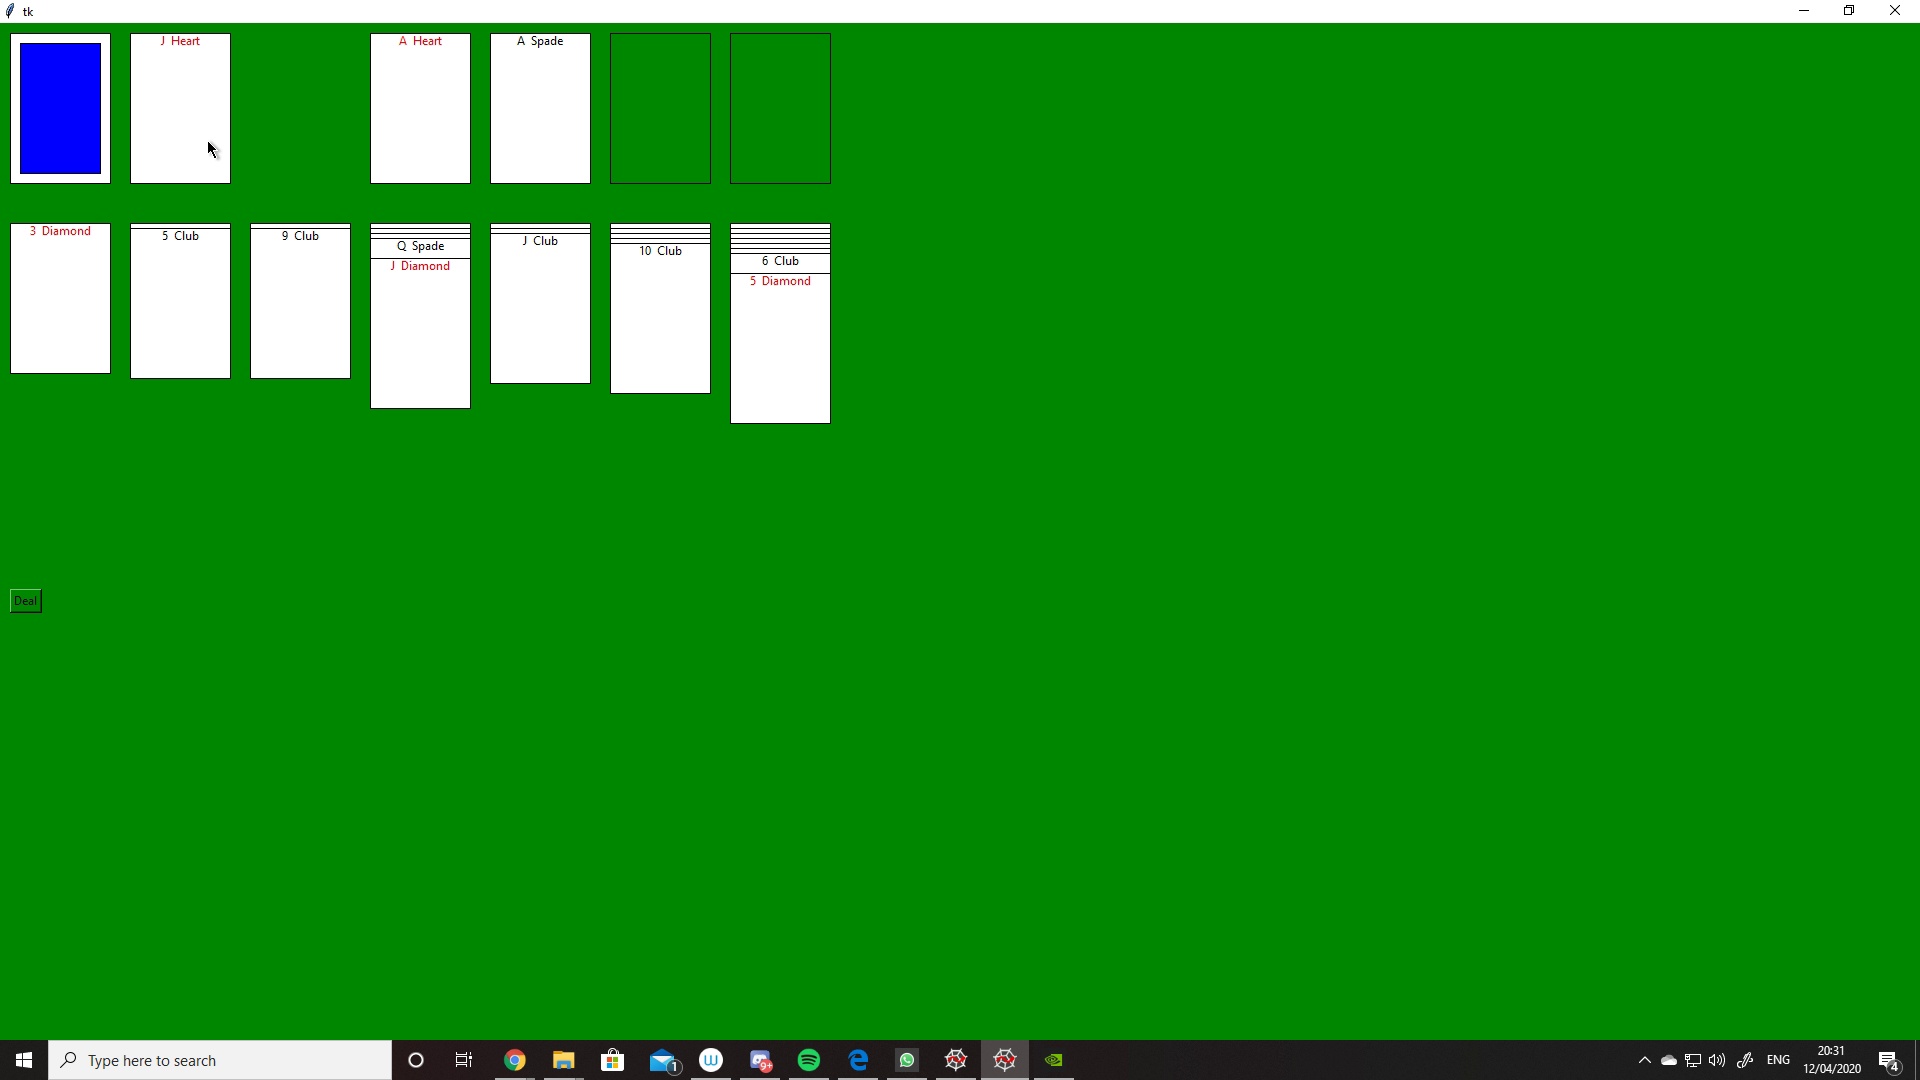 tk
J Heart
A Heart
A Spade
3 Diamond
5 Club
9 Club
Q Spade
J Diamond
J Club
10 Club
6 Club
5 Diamond
Deal
Type here to search
1
W
9+
ENG
20:31
12/04/2020
4